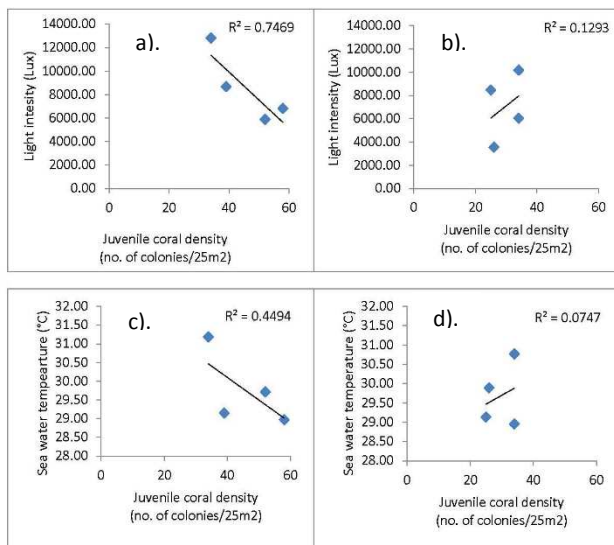 a).
R² = 0.7469
Light intesity (Lux)
14000.00
12000.00
10000.00
8000.00
6000.00
4000.00
2000.00
0.00
0
20
40
60
Juvenile coral density
(no. of colonies/25m2)
b).
R² = 0.1293
Light intensity (Lux)
14000.00
12000.00
10000.00
8000.00
6000.00
4000.00
2000.00
0.00
0
20
40
60
Juvenile coral density
(no. of colonies/25m2)
c).
R² = 0.4494
Sea water tempearture (°C)
32.00
31.50
31.00
30.50
30.00
29.50
29.00
28.50
28.00
0
20
40
60
Juvenile coral density
(no. of colonies/25m2)
d).
R² = 0.0747
Sea water temperature (°C)
32.00
31.50
31.00
30.50
30.00
29.50
29.00
28.50
28.00
0
20
40
60
Juvenile coral density
(no. of colonies/25m2)